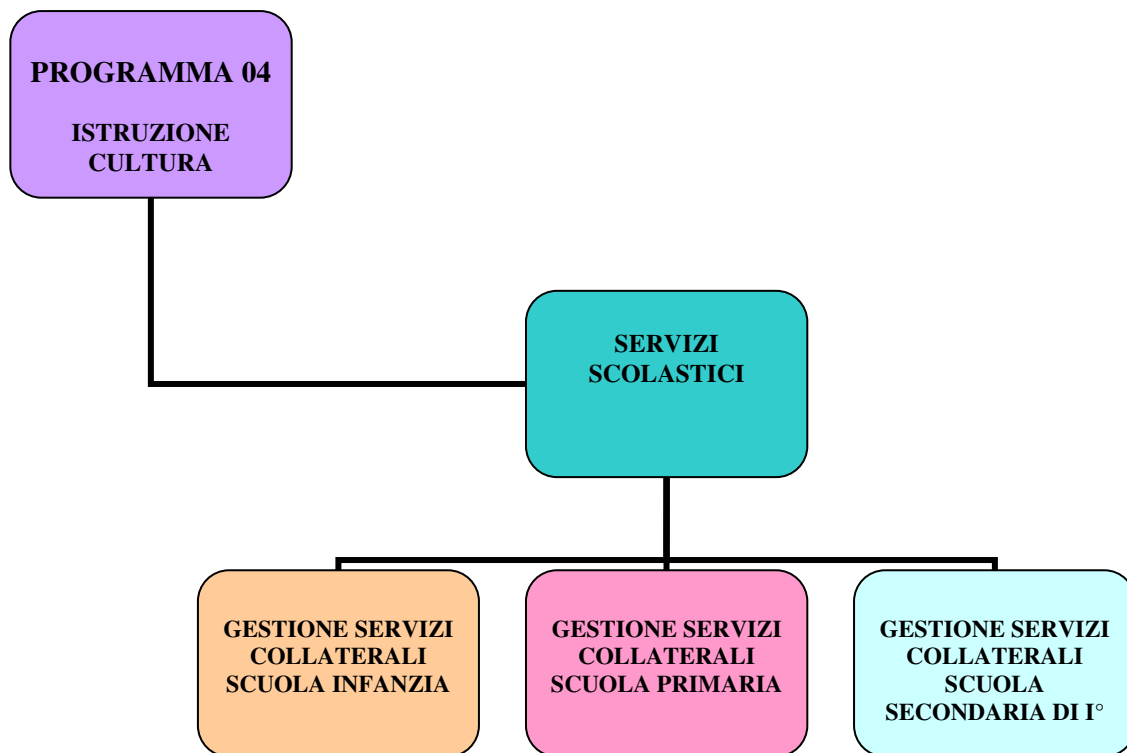 PROGRAMMA 04
ISTRUZIONE
CULTURA
SERVIZI
SCOLASTICI
GESTIONE SERVIZI
COLLATERALI
SCUOLA INFANZIA
GESTIONE SERVIZI
COLLATERALI
SCUOLA PRIMARIA
GESTIONE SERVIZI
COLLATERALI
SCUOLA
SECONDARIA DI I°